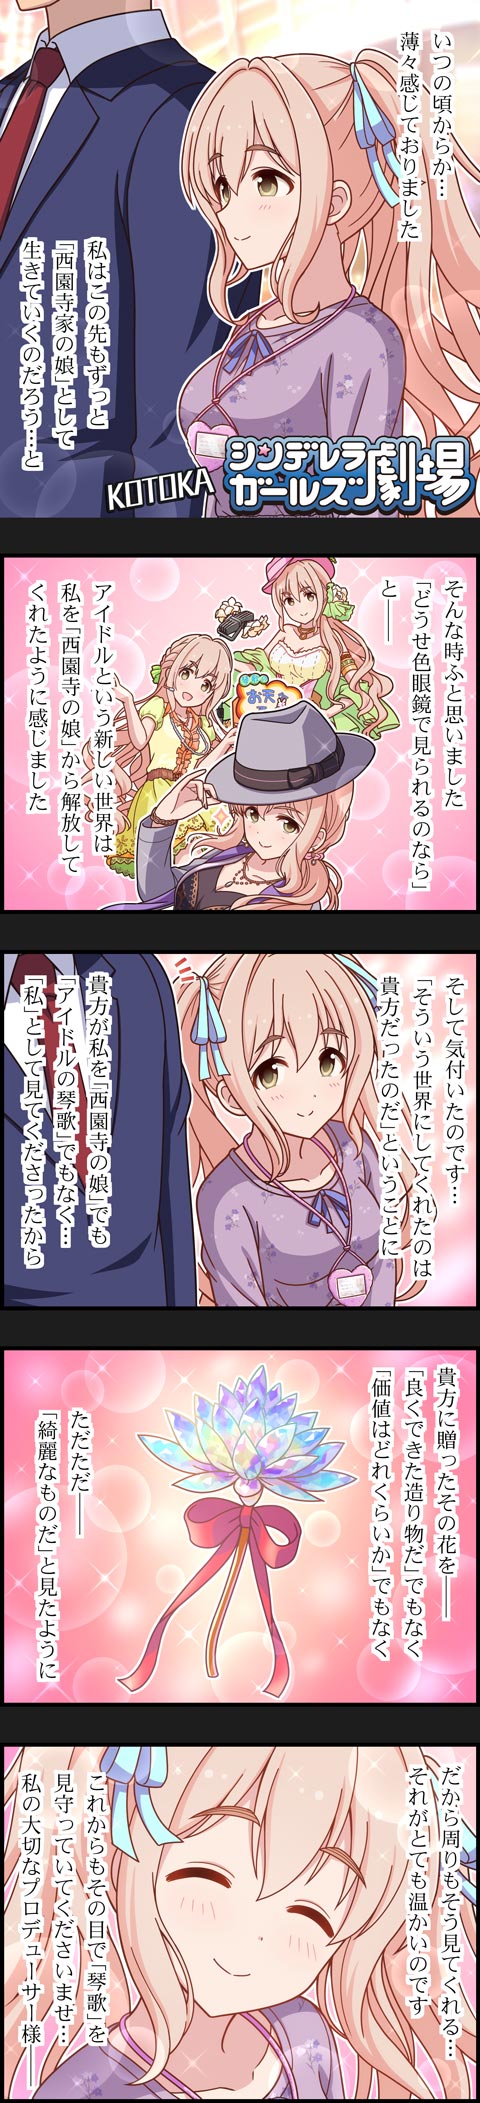 いつの頃からか…
薄々感じておりました
私はこの先もずっと
「西園寺家の娘」として
生きていくのだろう…と
KOTOKA
シンデレラ
ガールズ劇場
そんな時ふと思いました
「どうせ色眼鏡で見られるのなら」
と――
お天
アイドルという新しい世界は
私を「西園寺の娘」から解放して
くれたように感じました
そして気付いたのです…
「そういう世界にしてくれたのは
貴方だったのだ」ということに
貴方が私を「西園寺の娘」でも
「アイドルの琴歌」でもなく…
「私」として見てくださったから
貴方に贈ったその花を――
「良くできた造り物だ」でもなく
「価値はどれくらいか」でもなく
ただただ――
「綺麗なものだ」と見たように
だから周りもそう見てくれる…
それがとても温かいのです
これからもその目で「琴歌」を
見守っていてくださいませ…
私の大切なプロデューサー様――